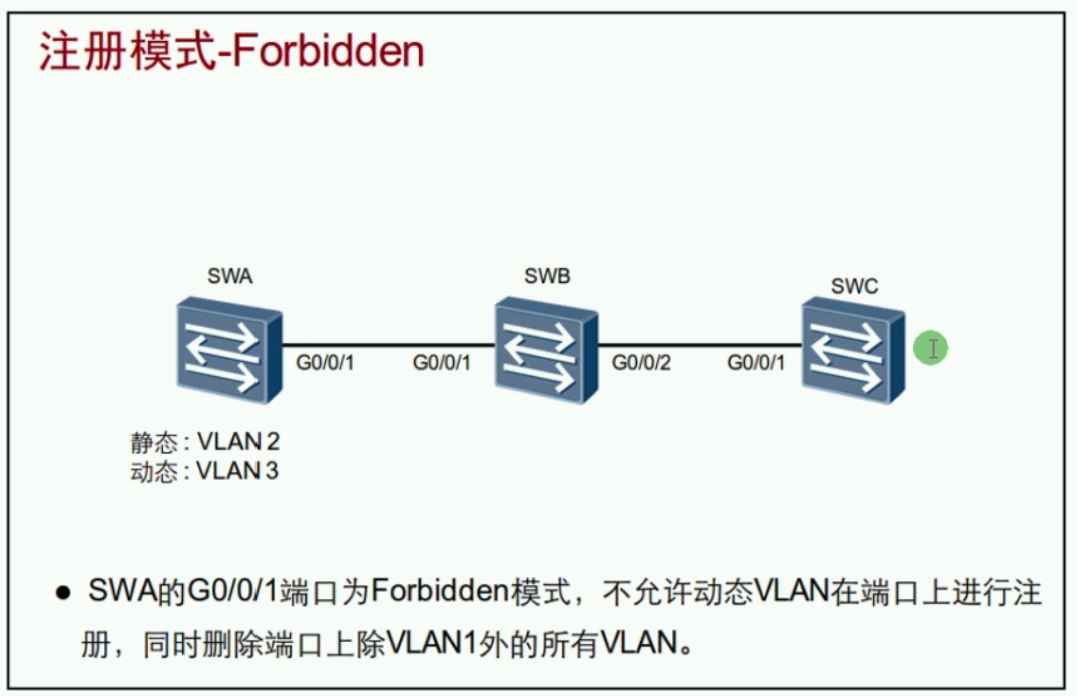 注册模式-Forbidden
SWA
SWB
SWC
G0/0/1
G0/0/1
G0/0/2
G0/0/1
静态 : VLAN 2
动态 : VLAN 3
● SWA的G0/0/1端口为Forbidden模式，不允许动态VLAN在端口上进行注
册，同时删除端口上除VLAN1外的所有VLAN。